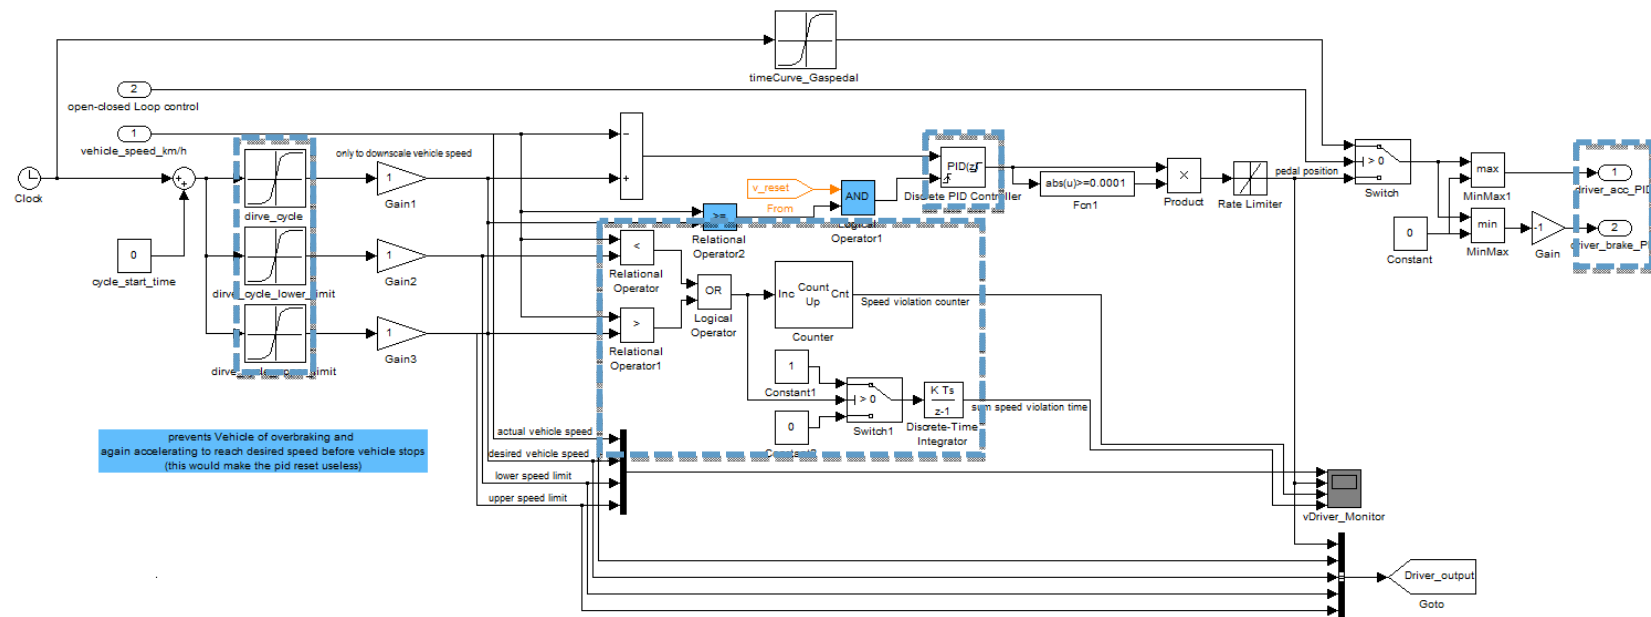 timeCurve_Gaspedal
2
open-closed Loop control
1
vehicle_speed_km/h
Clock
dirve_cycle
only to downscale vehicle speed
1
Gain1
0
cycle_start_time
dirve_cycle_lower_limit
1
Gain2
1
Gain3
v_reset
From
>=
Relational
Operator2
AND
Logical
Operator1
PID(z)
Discrete PID Controller
abs(u)>=0.0001
Fcn1
×
Product
Rate Limiter
pedal position
> 0
Switch
0
Constant
max
MinMax1
min
MinMax
-1
Gain
1
2
<
Relational
Operator
>
Relational
Operator1
OR
Logical
Operator
Inc
Count
Up
Cnt
Counter
Speed violation counter
1
Constant1
0
> 0
Switch1
K Ts
z-1
Discrete-Time
Integrator
sum speed violation time
prevents Vehicle of overbraking and
again accelerating to reach desired speed before vehicle stops
(this would make the pid reset useless)
actual vehicle speed
desired vehicle speed
lower speed limit
upper speed limit
vDriver_Monitor
Driver_output
Goto